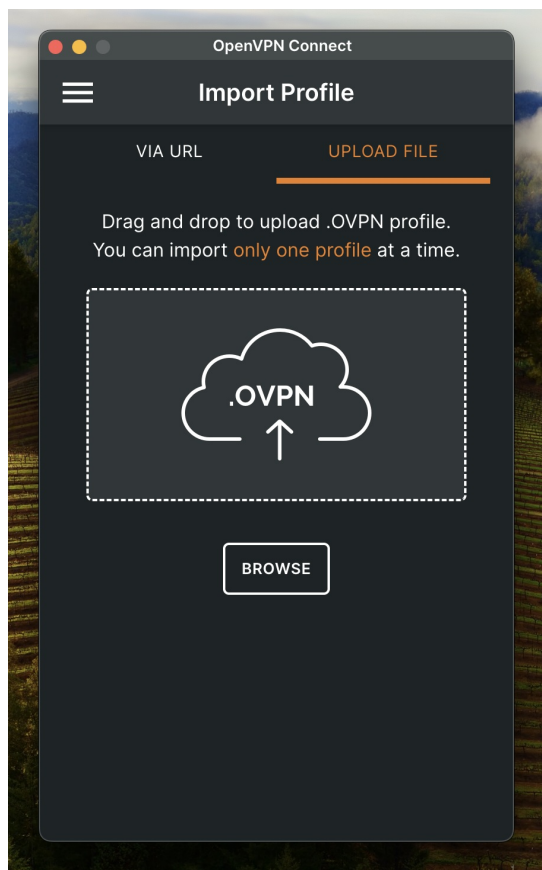 OpenVPN Connect
Import Profile
VIA URL
UPLOAD FILE
Drag and drop to upload .OVPN profile.
You can import only one profile at a time.
.OVPN
BROWSE